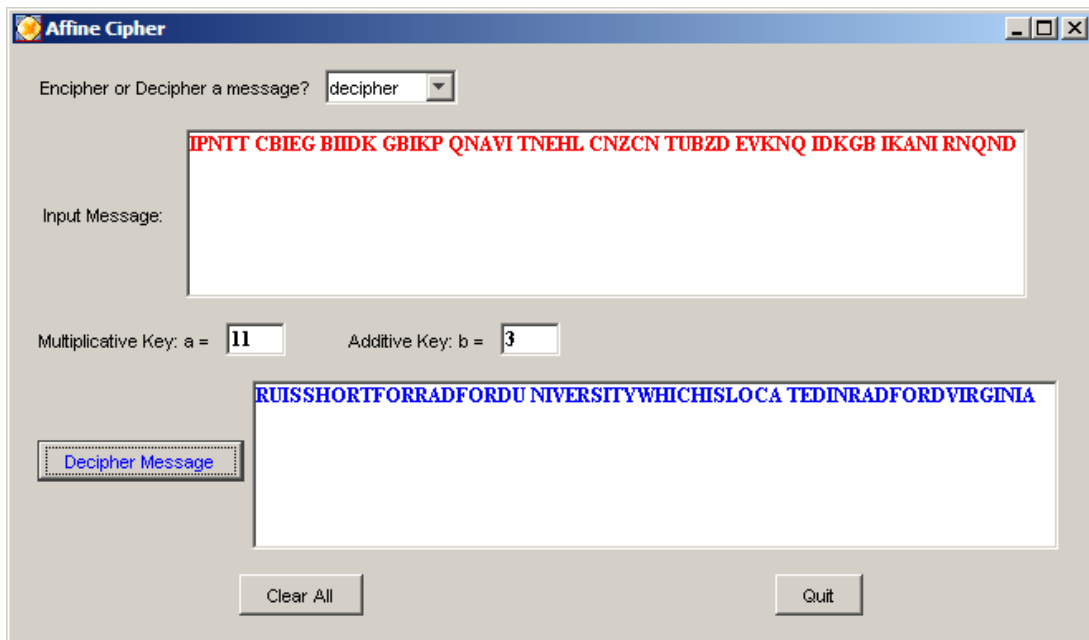 Affine Cipher
Encipher or Decipher a message? decipher
IPNTT CBIEG BIIDK GBIKP QNAVI TNEHL CNZCN TUBZD EVKNQ IDKGB IKANI RNQND
Input Message:
Multiplicative Key: a = 11 Additive Key: b = 3
RUISSHORTFORRADFORDU NIVERSITYWHICHISLOCA TEDINRADFORDVIRGINIA
Decipher Message
Clear All Quit